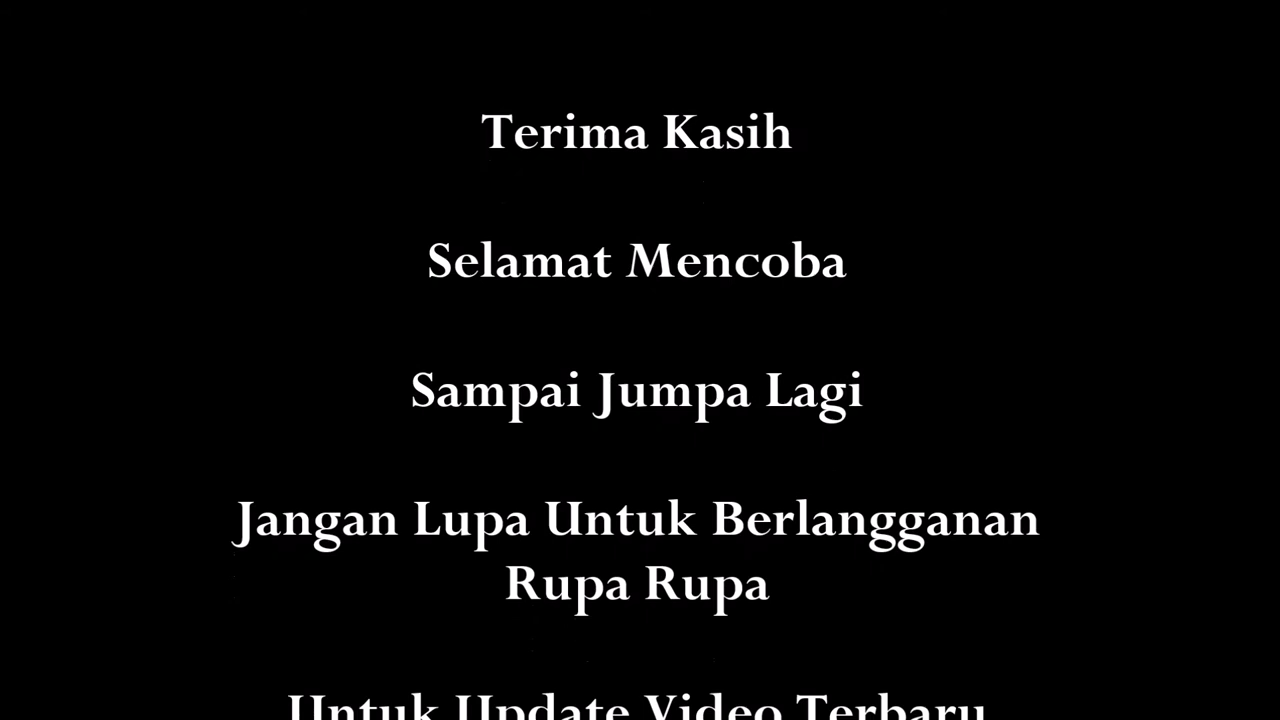 Terima Kasih
Selamat Mencoba
Sampai Jumpa Lagi
Jangan Lupa Untuk Berlangganan
Rupa Rupa
Untuk Update Video Terbaru